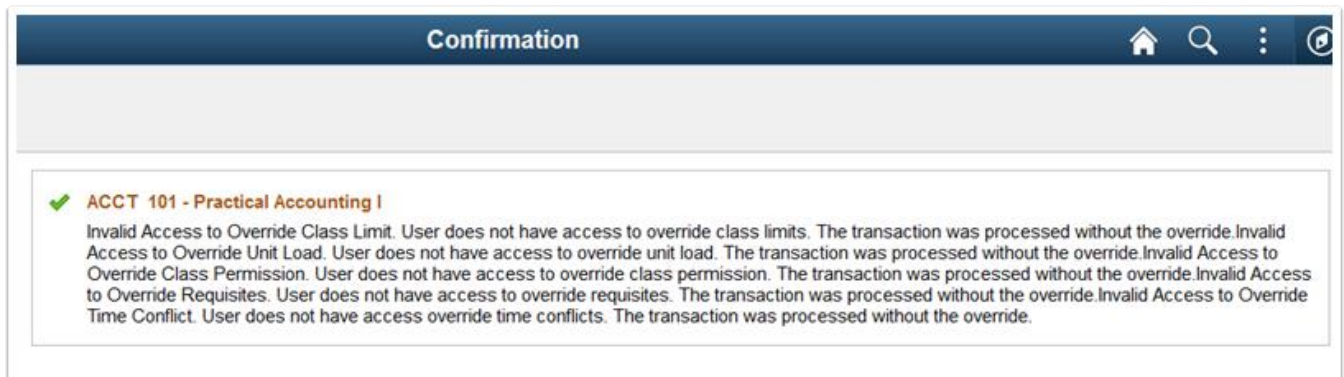 Confirmation
ACCT 101 - Practical Accounting I
Invalid Access to Override Class Limit. User does not have access to override class limits. The transaction was processed without the override.Invalid
Access to Override Unit Load. User does not have access to override unit load. The transaction was processed without the override.Invalid Access to
Override Class Permission. User does not have access to override class permission. The transaction was processed without the override.Invalid Access
to Override Requisites. User does not have access to override requisites. The transaction was processed without the override.Invalid Access to Override
Time Conflict. User does not have access override time conflicts. The transaction was processed without the override.